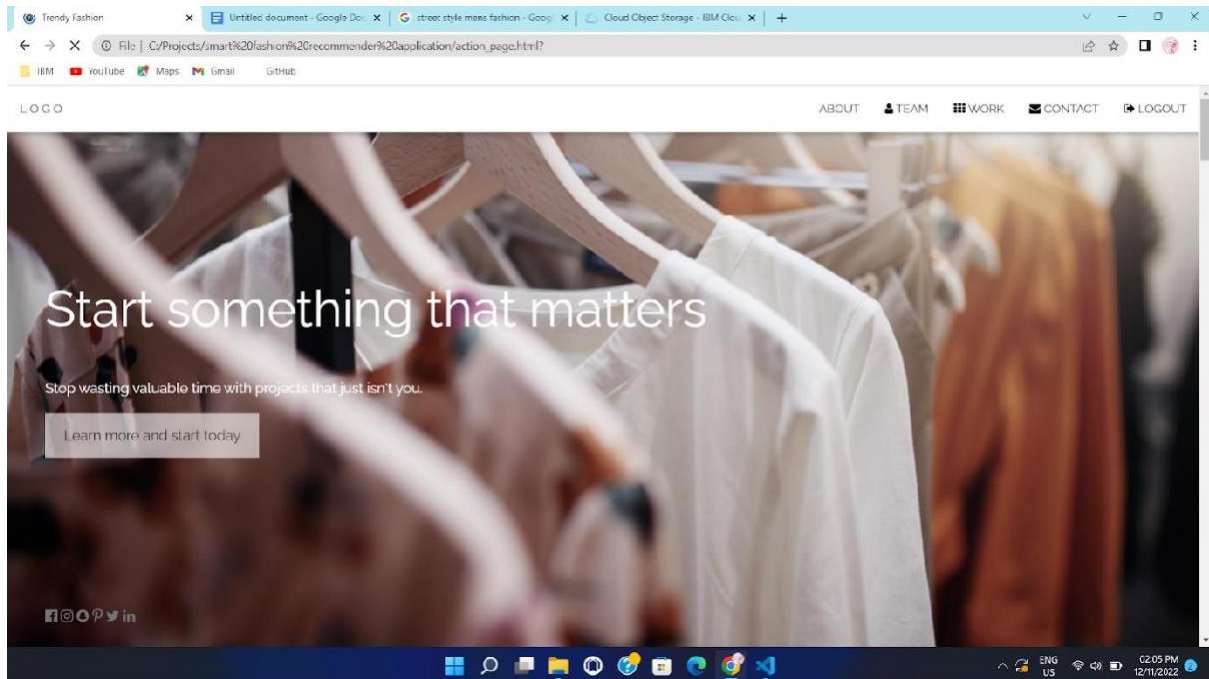 Trendy Fashion
Untitled document - Google Doc
street style mens fashion - Googl
Cloud Object Storage - IBM Clou
File | C:/Projects/smart%20fashion%20recommender%20application/action_page.html?
IBM YouTube Maps Gmail GitHub
LOGO
ABOUT TEAM WORK CONTACT LOGOUT
Start something that matters
Stop wasting valuable time with projects that just isn't you.
Learn more and start today
ENG
US
02:05 PM
12/11/2022